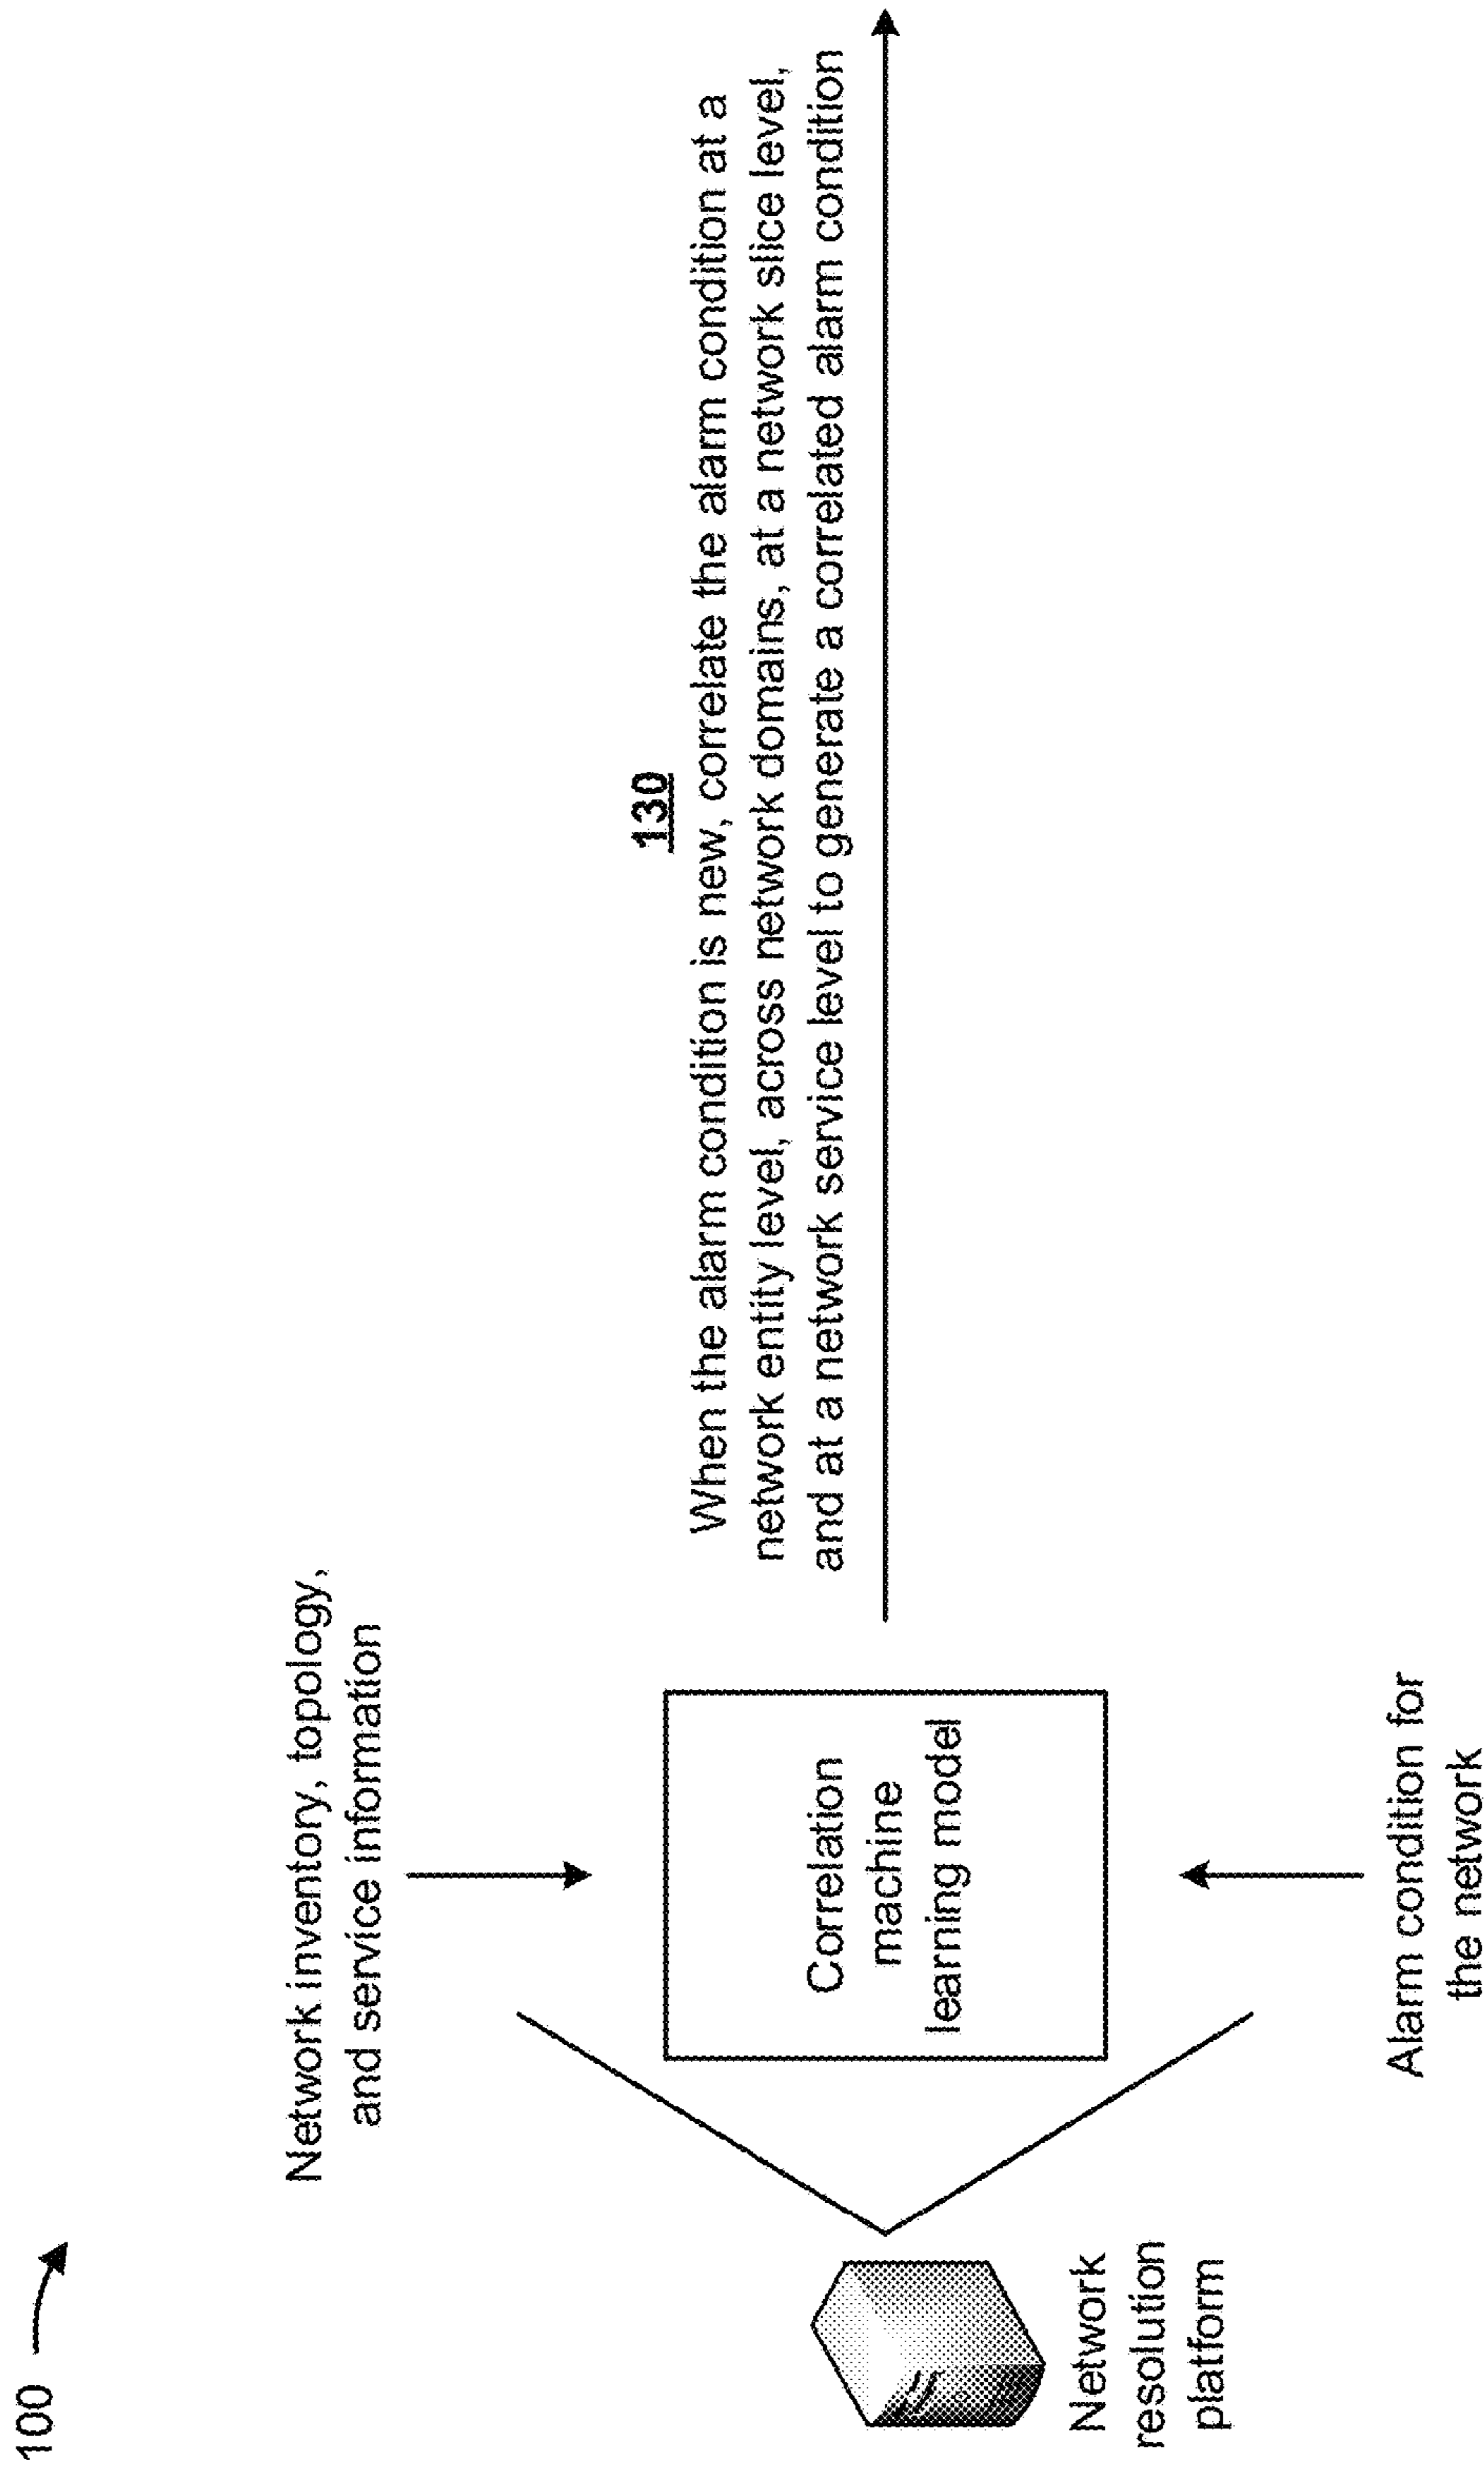 100
Network inventory, topology,
and service information
130
When the alarm condition is new, correlate the alarm condition at a
network entity level, across network domains, at a network slice level,
and at a network service level to generate a correlated alarm condition
Correlation
machine
learning model
Network
resolution
platform
Alarm condition for
the network